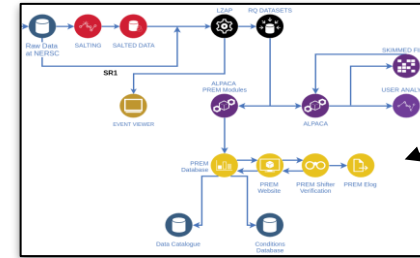 LZAP
RQ DATASETS
Raw Data
at NERSC
SALTING
SALTED DATA
SKIMMED FI
SR1
EVENT VIEWER
ALPACA
PREM Modules
ALPACA
USER ANALY
PREM
Database
PREM
Website
PREM Shifter
Verification
PREM Elog
Data Catalogue
Conditions
Database